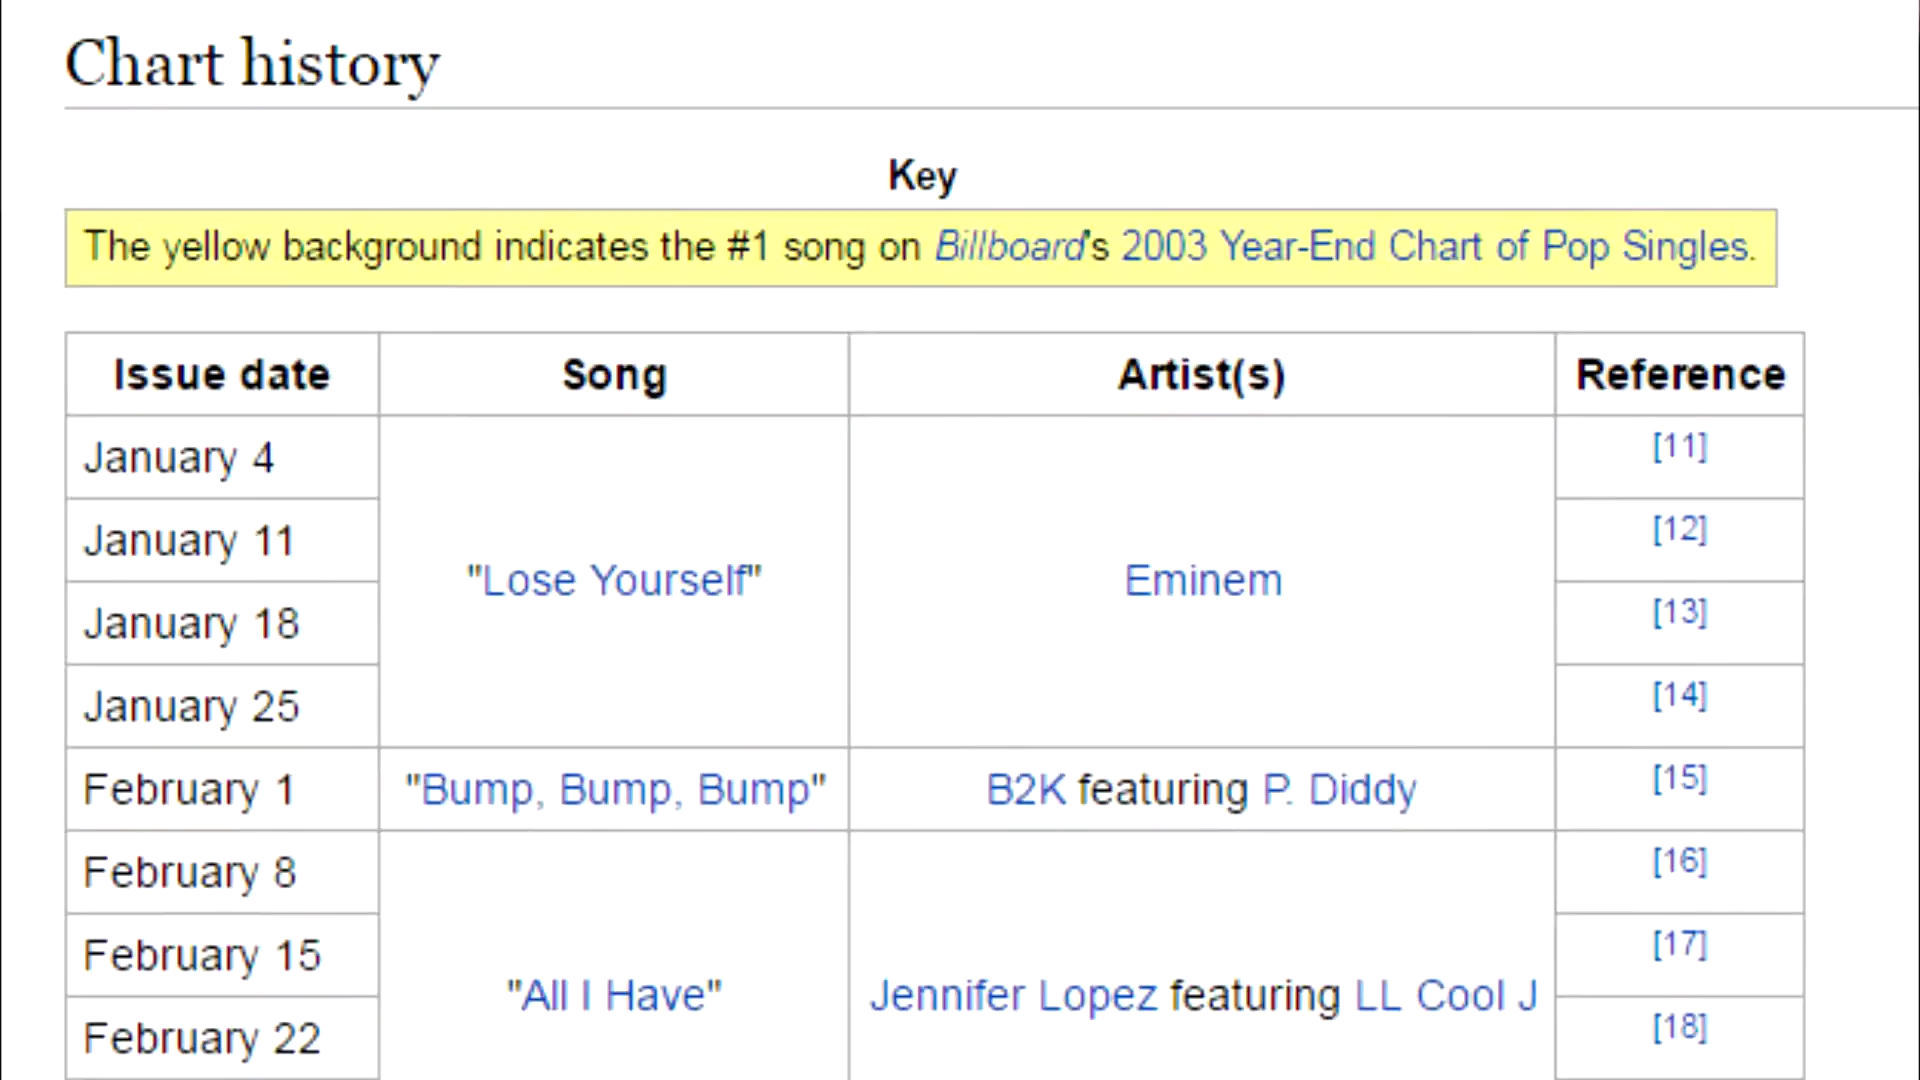 Chart history
Key
The yellow background indicates the #1 song on Billboard's 2003 Year-End Chart of Pop Singles.
Issue date Song Artist(s) Reference
January 4 [11]
January 11 [12]
"Lose Yourself" Eminem
January 18 [13]
January 25 [14]
February 1 "Bump, Bump, Bump" B2K featuring P. Diddy [15]
February 8 [16]
February 15 [17]
"All I Have" Jennifer Lopez featuring LL Cool J
February 22 [18]